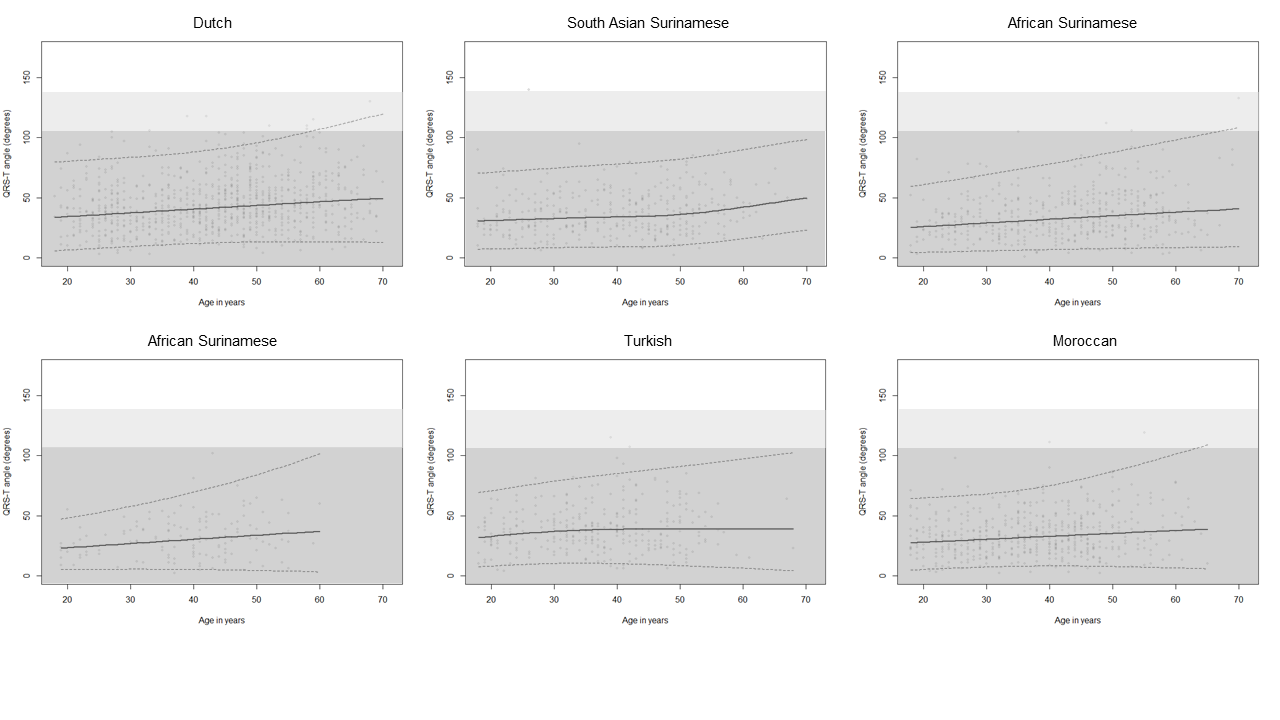 Dutch
South Asian Surinamese
African Surinamese
QRS-T angle (degrees)
150
100
50
0
20 30 40 50 60 70
Age in years
QRS-T angle (degrees)
150
100
50
0
20 30 40 50 60 70
Age in years
QRS-T angle (degrees)
150
100
50
0
20 30 40 50 60 70
Age in years
African Surinamese
Turkish
Moroccan
QRS-T angle (degrees)
150
100
50
0
20 30 40 50 60 70
Age in years
QRS-T angle (degrees)
150
100
50
0
20 30 40 50 60 70
Age in years
QRS-T angle (degrees)
150
100
50
0
20 30 40 50 60 70
Age in years